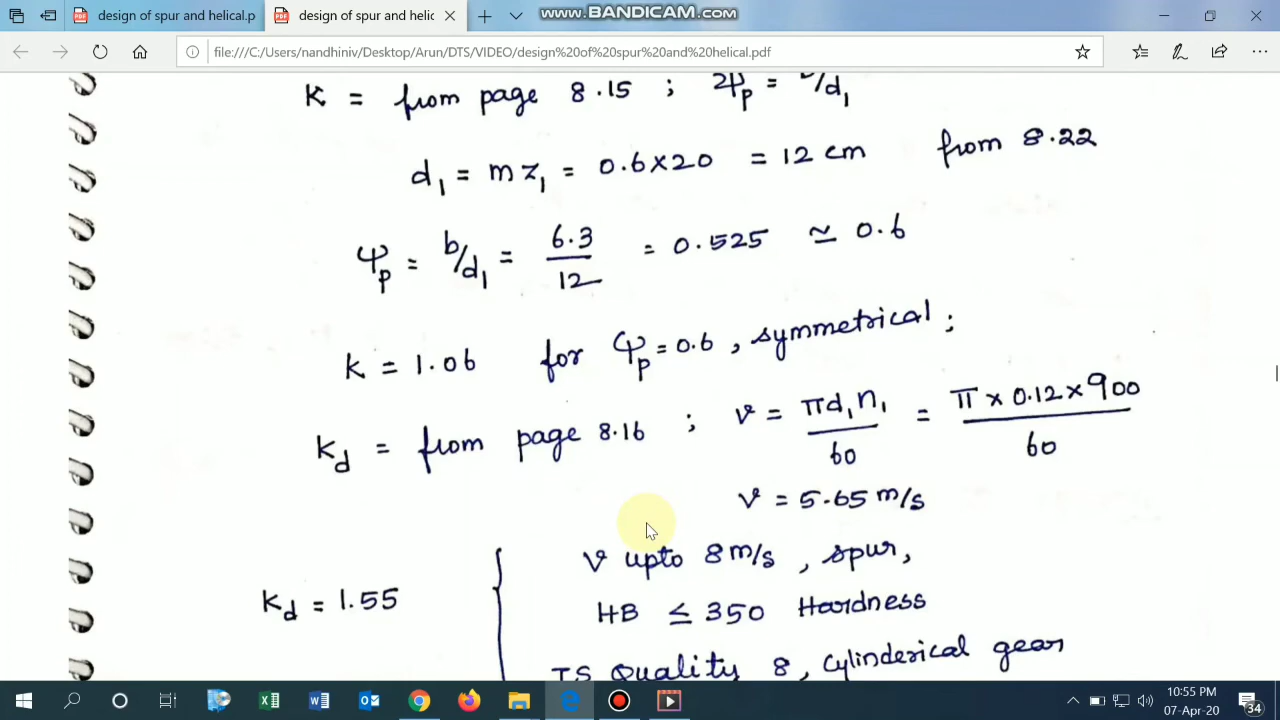 design of spur and helical.p
design of spur and helic
www.BANDICAM.com
file:///C:/Users/nandhiniv/Desktop/Arun/DTS/VIDEO/design%20of%20spur%20and%20helical.pdf
K = from page 8.15 ; ψp = b/d1
d1 = m z1 = 0.6×20 = 12 cm from 8.22
ψp = b/d1 = 6.3/12 = 0.525 ≃ 0.6
k = 1.06 for ψp = 0.6, symmetrical ;
kd = from page 8.16 ; v = πd1n1/60 = π × 0.12 × 900/60
v = 5.65 m/s
v upto 8 m/s, spur,
kd = 1.55
HB ≤ 350 Hardness
IS Quality 8, Cylinderical gear
10:55 PM
07-Apr-20
34